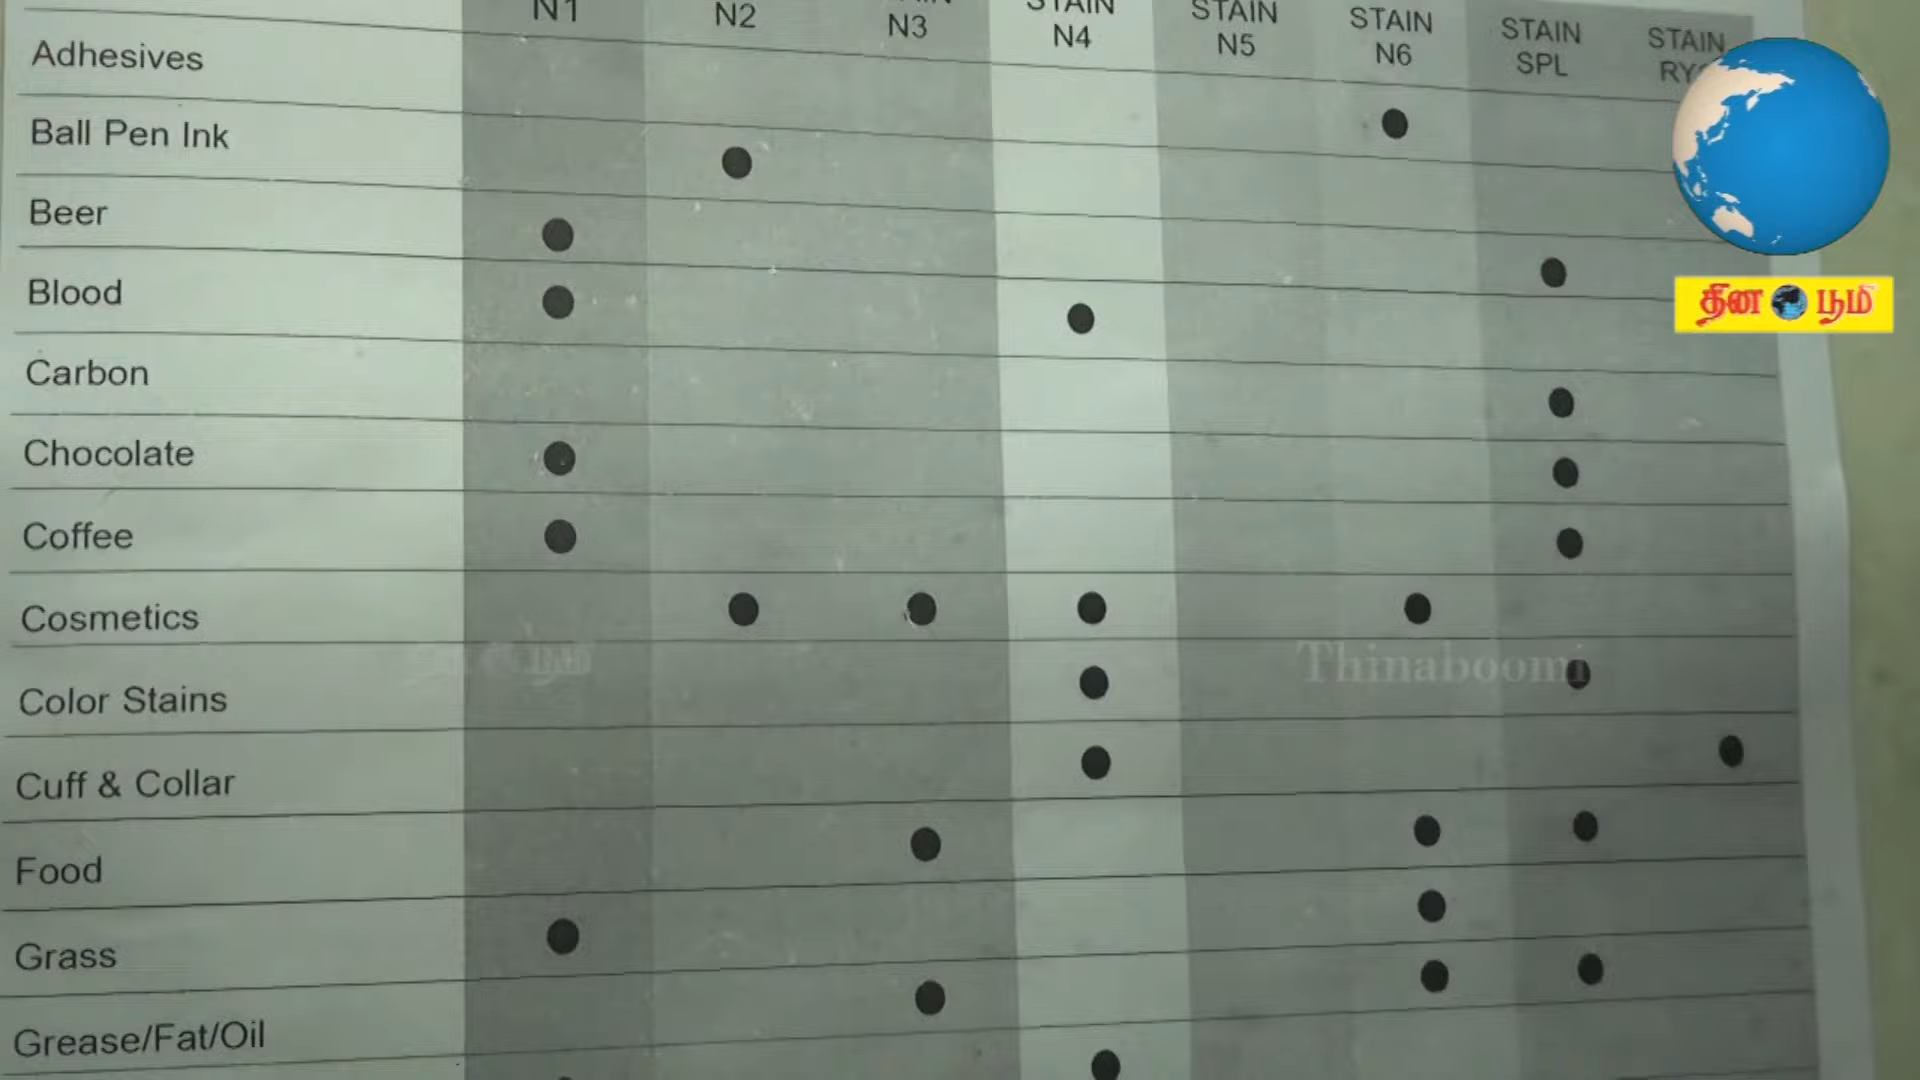 N1
N2
N3
STAIN
N4
STAIN
N5
STAIN
N6
STAIN
SPL
STAIN
Adhesives
Ball Pen Ink
Beer
Blood
Carbon
Chocolate
Coffee
Cosmetics
Color Stains
Cuff & Collar
Food
Grass
Grease/Fat/Oil
தின பூமி
Thinaboomi